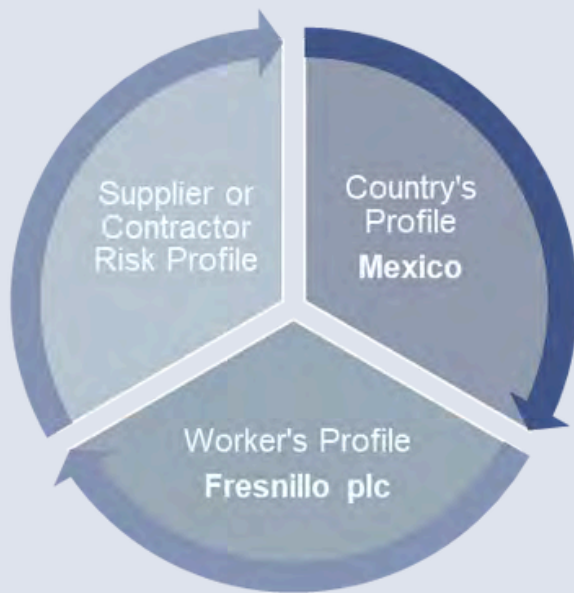 Supplier or
Contractor
Risk Profile
Country's
Profile
Mexico
Worker's Profile
Fresnillo plc